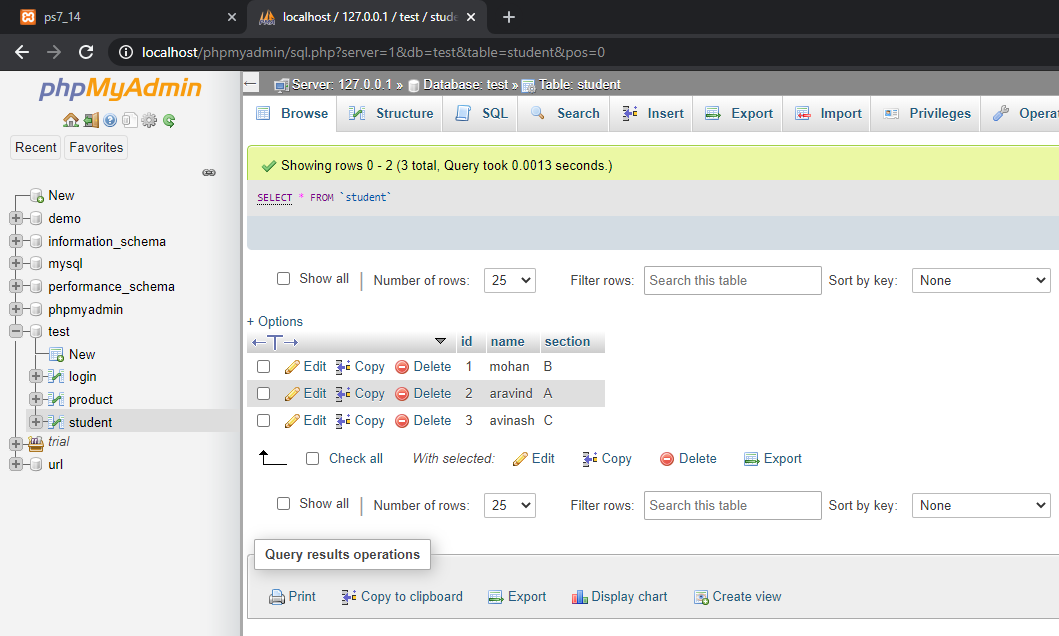 ps7_14
localhost / 127.0.0.1 / test / stude
localhost/phpmyadmin/sql.php?server=1&db=test&table=student&pos=0
phpMyAdmin
Recent Favorites
New
demo
information_schema
mysql
performance_schema
phpmyadmin
test
New
login
product
student
trial
url
Server: 127.0.0.1 » Database: test » Table: student
Browse Structure SQL Search Insert Export Import Privileges Operat
Showing rows 0 - 2 (3 total, Query took 0.0013 seconds.)
SELECT * FROM `student`
Show all | Number of rows: 25 Filter rows: Search this table Sort by key: None
+ Options
id name section
Edit Copy Delete 1 mohan B
Edit Copy Delete 2 aravind A
Edit Copy Delete 3 avinash C
Check all With selected: Edit Copy Delete Export
Show all | Number of rows: 25 Filter rows: Search this table Sort by key: None
Query results operations
Print Copy to clipboard Export Display chart Create view